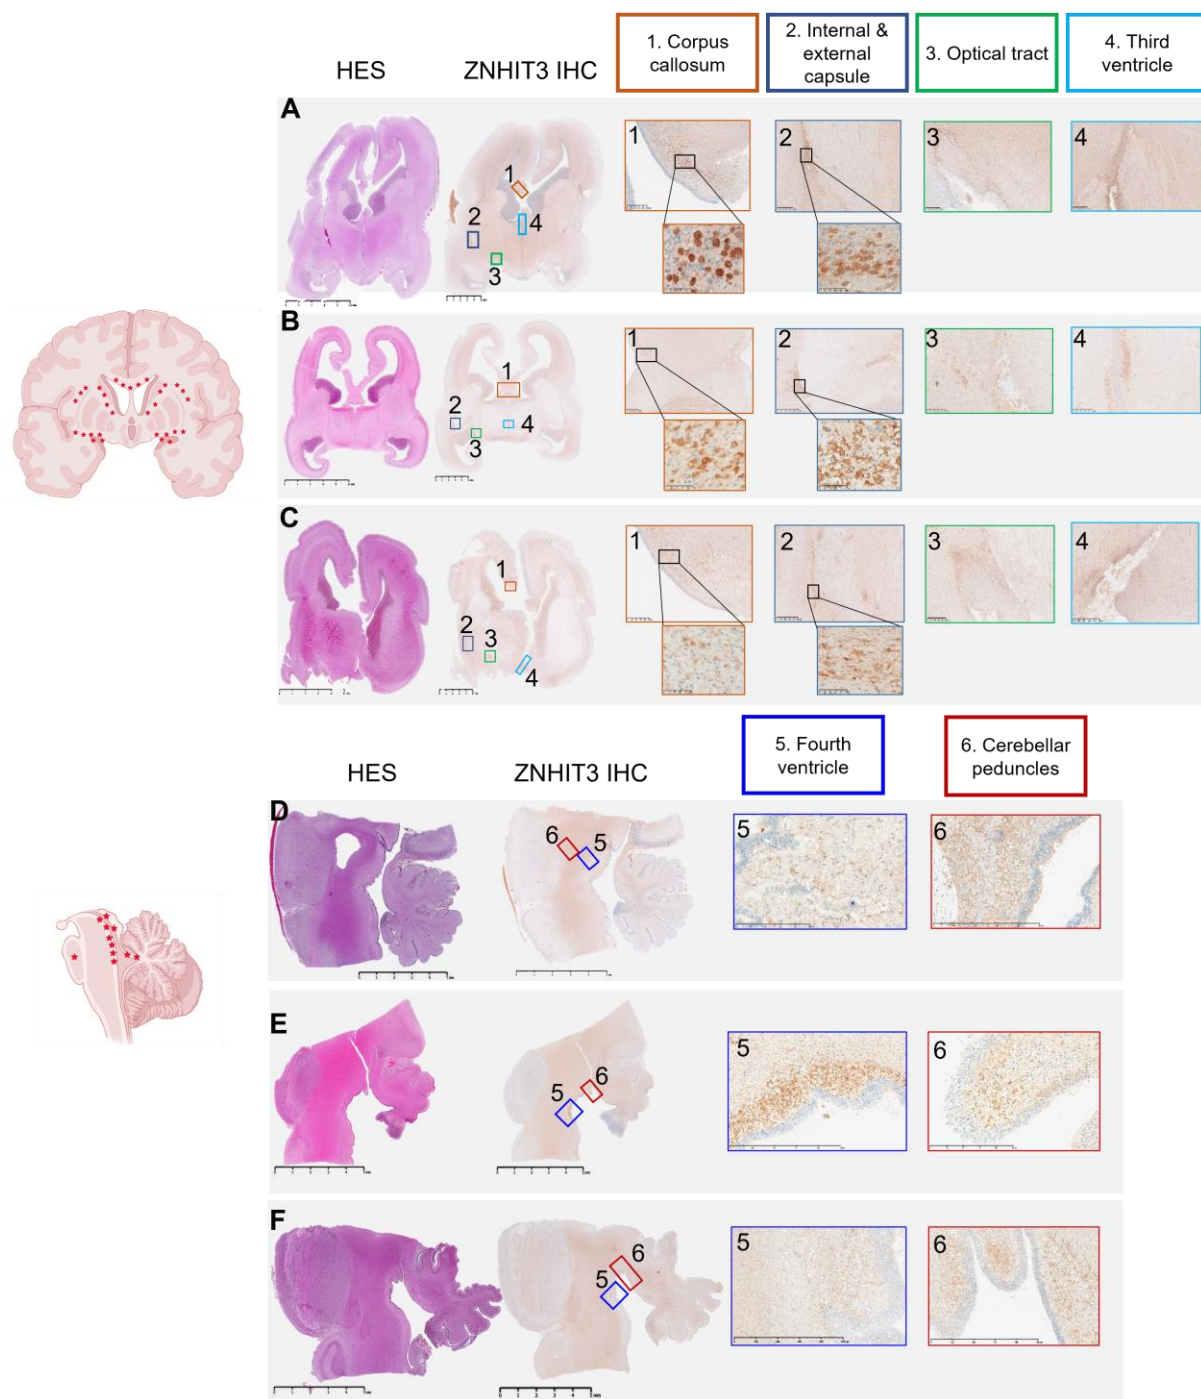 HES
ZNHIT3 IHC
1. Corpus
callosum
2. Internal &
external
capsule
3. Optical tract
4. Third
ventricle
A
1
2
3
4
1
2
3
4
B
1
2
3
4
1
2
3
4
C
1
2
3
4
1
2
3
4
HES
ZNHIT3 IHC
5. Fourth
ventricle
6. Cerebellar
peduncles
D
6
5
5
6
E
5
6
5
6
F
5
6
5
6